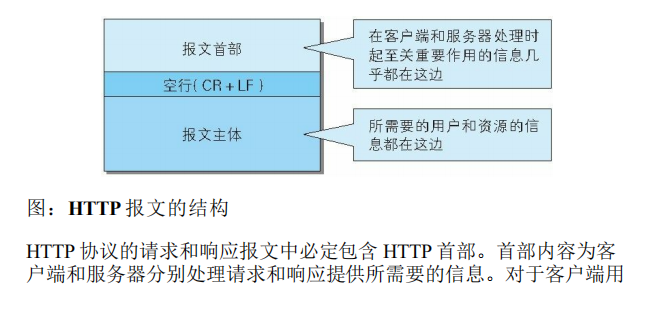 报文首部
在客户端和服务器处理时
起至关重要作用的信息几
乎都在这边
空行(CR+LF)
报文主体
所需要的用户和资源的信
息都在这边
图：HTTP 报文的结构
HTTP 协议的请求和响应报文中必定包含 HTTP 首部。首部内容为客
户端和服务器分别处理请求和响应提供所需要的信息。对于客户端用